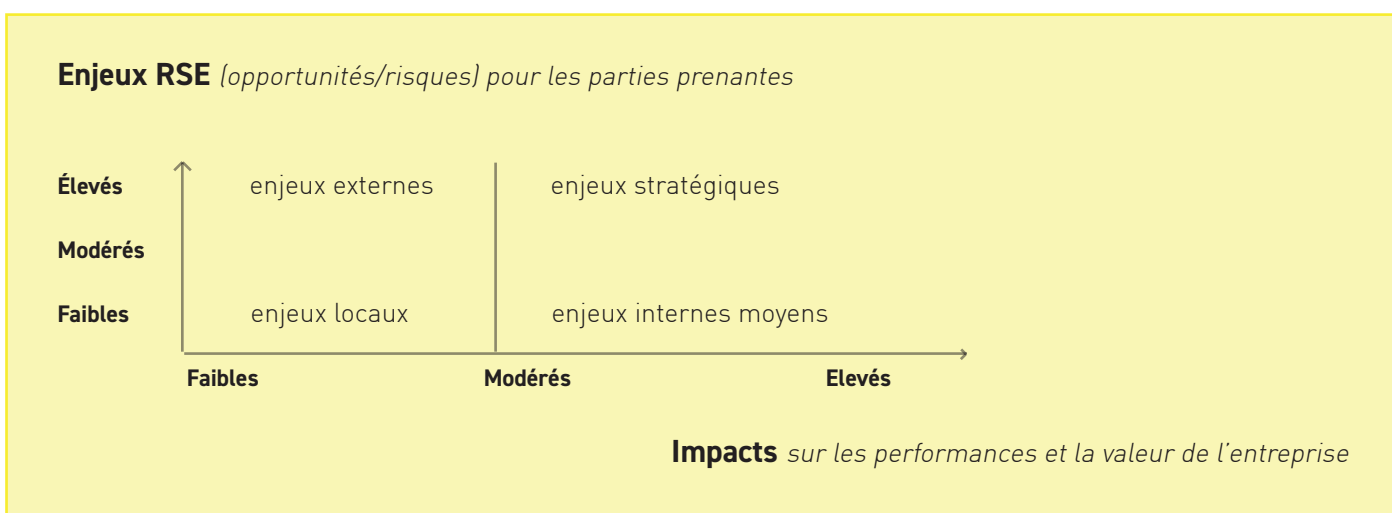 Enjeux RSE (opportunités/risques) pour les parties prenantes
Élevés enjeux externes enjeux stratégiques
Modérés
Faibles enjeux locaux enjeux internes moyens
Faibles Modérés Elevés
Impacts sur les performances et la valeur de l'entreprise